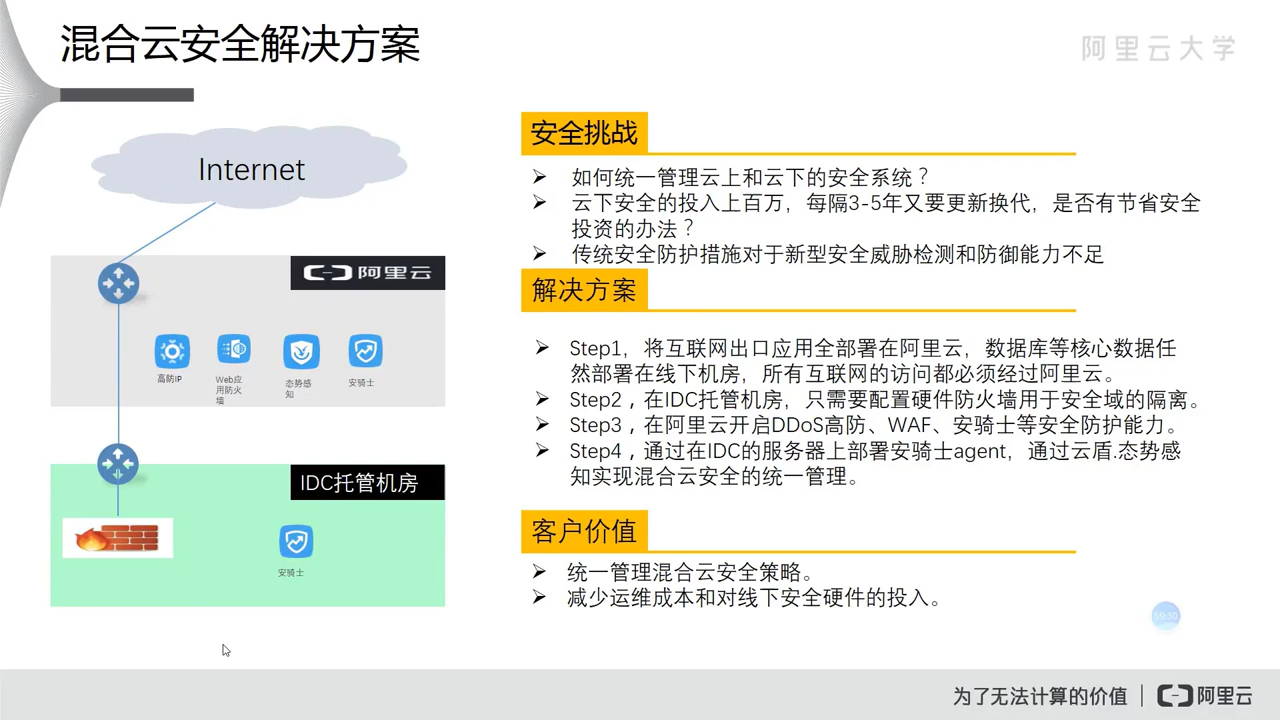 混合云安全解决方案
阿里云大学
Internet
阿里云
高防IP
Web应
用防火
墙
态势感
知
安骑士
IDC托管机房
安骑士
安全挑战
如何统一管理云上和云下的安全系统？
云下安全的投入上百万，每隔3-5年又要更新换代，是否有节省安全
投资的办法？
传统安全防护措施对于新型安全威胁检测和防御能力不足
解决方案
Step1，将互联网出口应用全部署在阿里云，数据库等核心数据任
然部署在线下机房，所有互联网的访问都必须经过阿里云。
Step2，在IDC托管机房，只需要配置硬件防火墙用于安全域的隔离。
Step3，在阿里云开启DDoS高防、WAF、安骑士等安全防护能力。
Step4，通过在IDC的服务器上部署安骑士agent，通过云盾.态势感
知实现混合云安全的统一管理。
客户价值
统一管理混合云安全策略。
减少运维成本和对线下安全硬件的投入。
59:30
为了无法计算的价值
阿里云